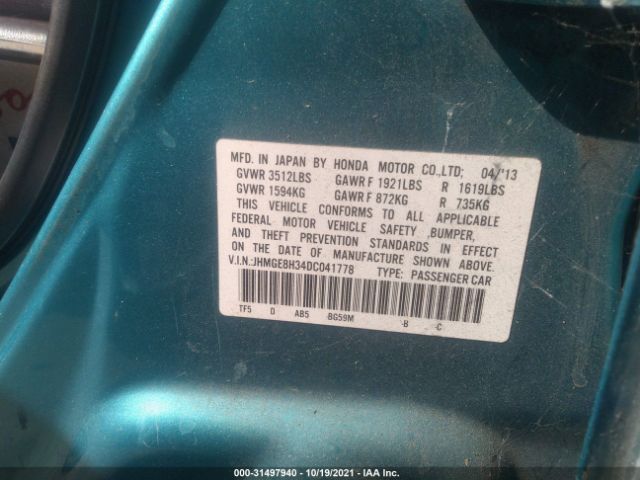 MFD. IN JAPAN BY HONDA MOTOR CO.,LTD; 04/'13
GVWR 3512LBS GAWR F 1921LBS R 1619LBS
GVWR 1594KG GAWR F 872KG R 735KG
THIS VEHICLE CONFORMS TO ALL APPLICABLE
FEDERAL MOTOR VEHICLE SAFETY ,BUMPER,
AND THEFT PREVENTION STANDARDS IN EFFECT
ON THE DATE OF MANUFACTURE SHOWN ABOVE.
V.I.N.:JHMGE8H34DC041778 TYPE: PASSENGER CAR
TF5 D AB5 -BG59M -B -C
000-31497940 - 10/19/2021 - IAA Inc.